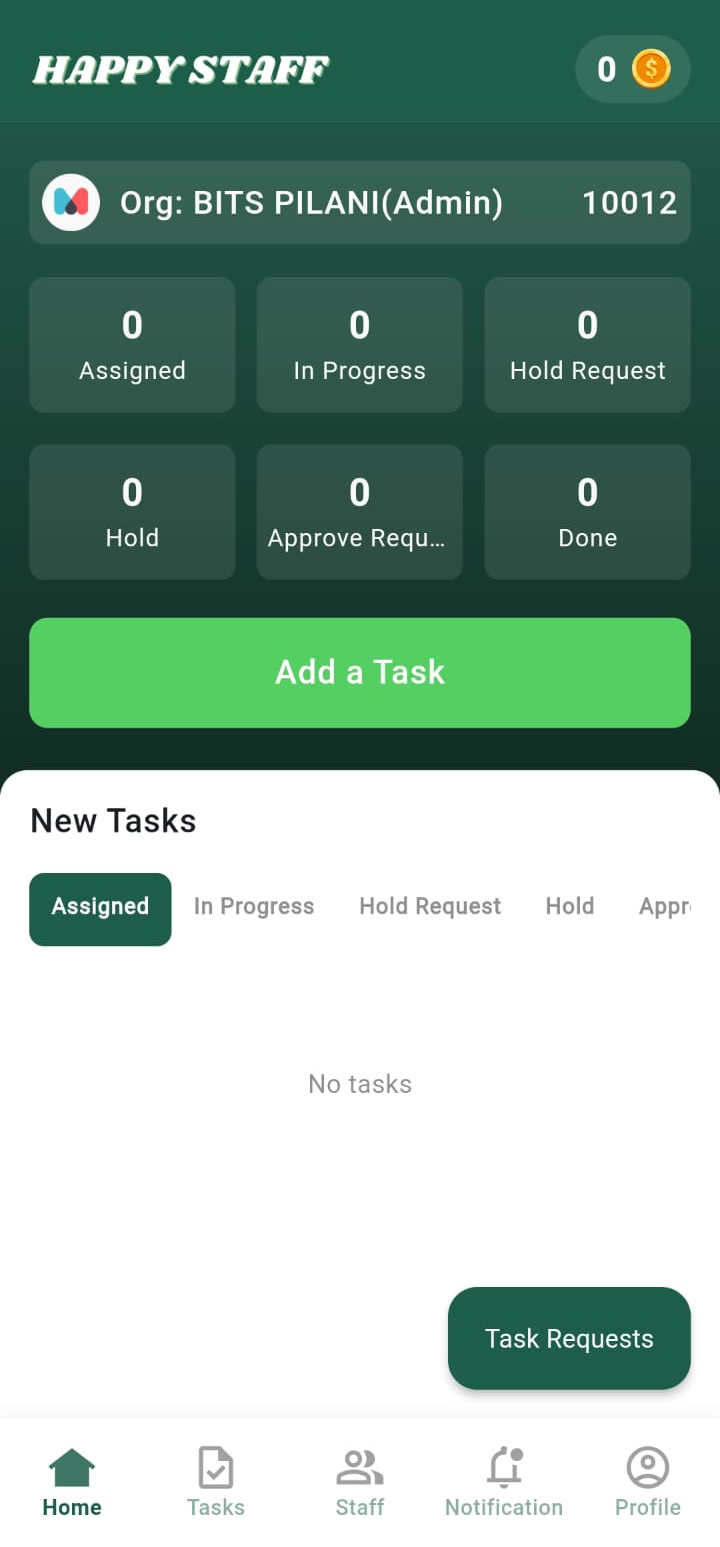 HAPPY STAFF
0
Org: BITS PILANI(Admin) 10012
0 0 0
Assigned In Progress Hold Request
0 0 0
Hold Approve Requ... Done
Add a Task
New Tasks
Assigned In Progress Hold Request Hold Appr
No tasks
Task Requests
Home Tasks Staff Notification Profile